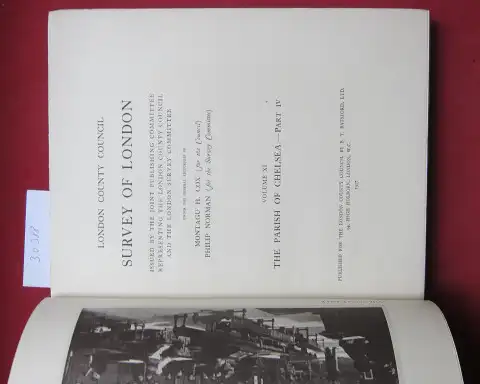 LONDON COUNTY COUNCIL
SURVEY OF LONDON
ISSUED BY THE JOINT PUBLISHING COMMITTEE
REPRESENTING THE LONDON COUNTY COUNCIL
AND THE LONDON SURVEY COMMITTEE
UNDER THE GENERAL EDITORSHIP OF
MONTAGU H. COX (for the Council)
PHILIP NORMAN (for the Survey Committee)
VOLUME XI
THE PARISH OF CHELSEA—PART IV
PUBLISHED FOR THE LONDON COUNTY COUNCIL BY B. T. BATSFORD, LTD.
94 HIGH HOLBORN, LONDON, W.C.
1927